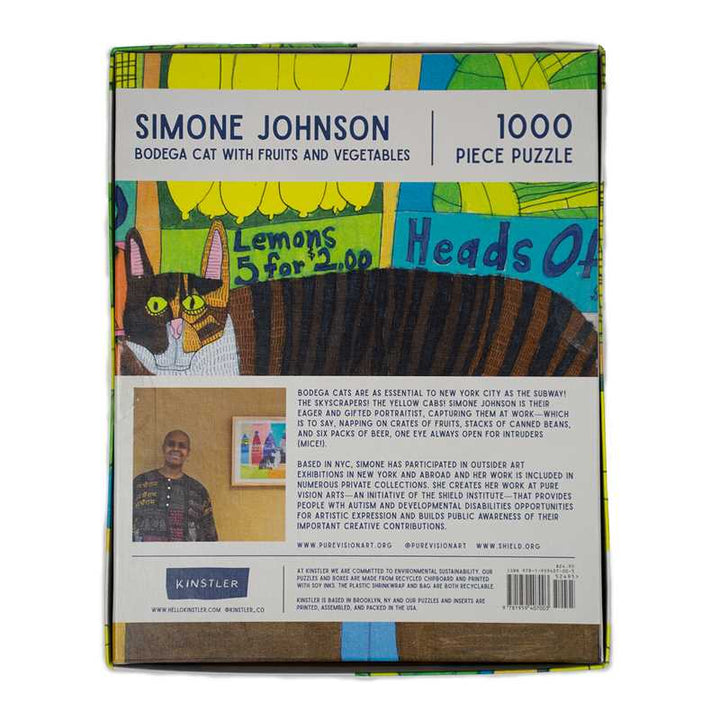 SIMONE JOHNSON
BODEGA CAT WITH FRUITS AND VEGETABLES
1000
PIECE PUZZLE
Lemons
5 for $2.00
Heads Of
BODEGA CATS ARE AS ESSENTIAL TO NEW YORK CITY AS THE SUBWAY!
THE SKYSCRAPERS! THE YELLOW CABS! SIMONE JOHNSON IS THEIR
EAGER AND GIFTED PORTRAITIST, CAPTURING THEM AT WORK—WHICH
IS TO SAY, NAPPING ON CRATES OF FRUITS, STACKS OF CANNED BEANS,
AND SIX PACKS OF BEER, ONE EYE ALWAYS OPEN FOR INTRUDERS
(MICE!).
BASED IN NYC, SIMONE HAS PARTICIPATED IN OUTSIDER ART
EXHIBITIONS IN NEW YORK AND ABROAD AND HER WORK IS INCLUDED IN
NUMEROUS PRIVATE COLLECTIONS. SHE CREATES HER WORK AT PURE
VISION ARTS—AN INITIATIVE OF THE SHIELD INSTITUTE—THAT PROVIDES
PEOPLE WTH AUTISM AND DEVELOPMENTAL DISABILITIES OPPORTUNITIES
FOR ARTISTIC EXPRESSION AND BUILDS PUBLIC AWARENESS OF THEIR
IMPORTANT CREATIVE CONTRIBUTIONS.
WWW.PUREVISIONART.ORG @PUREVISIONART WWW.SHIELD.ORG
KINSTLER
WWW.HELLOKINSTLER.COM @KINSTLER_CO
AT KINSTLER WE ARE COMMITTED TO ENVIRONMENTAL SUSTAINABILITY. OUR
PUZZLES AND BOXES ARE MADE FROM RECYCLED CHIPBOARD AND PRINTED
WITH SOY INKS. THE PLASTIC SHRINKWRAP AND BAG ARE BOTH RECYCLABLE.
KINSTLER IS BASED IN BROOKLYN, NY AND OUR PUZZLES AND INSERTS ARE
PRINTED, ASSEMBLED, AND PACKED IN THE USA.
$24.95
52495>